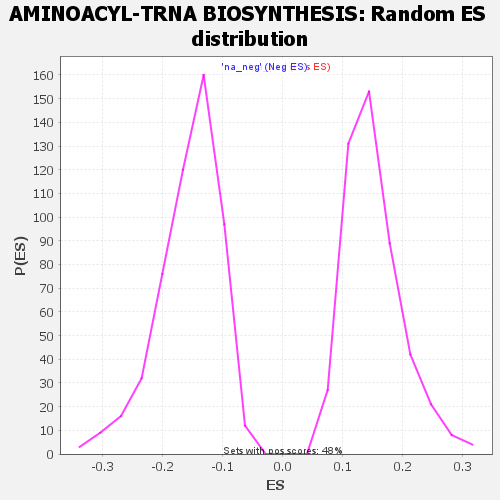 AMINOACYL-TRNA BIOSYNTHESIS: Random ES
distribution
'na_neg' (Neg ES) s ES)
160
150
140
130
120
110
100
90
80
70
60
50
40
30
20
10
0
P(ES)
Sets with pos scores: 48%
-0.3 -0.2 -0.1 0.0 0.1 0.2 0.3
ES